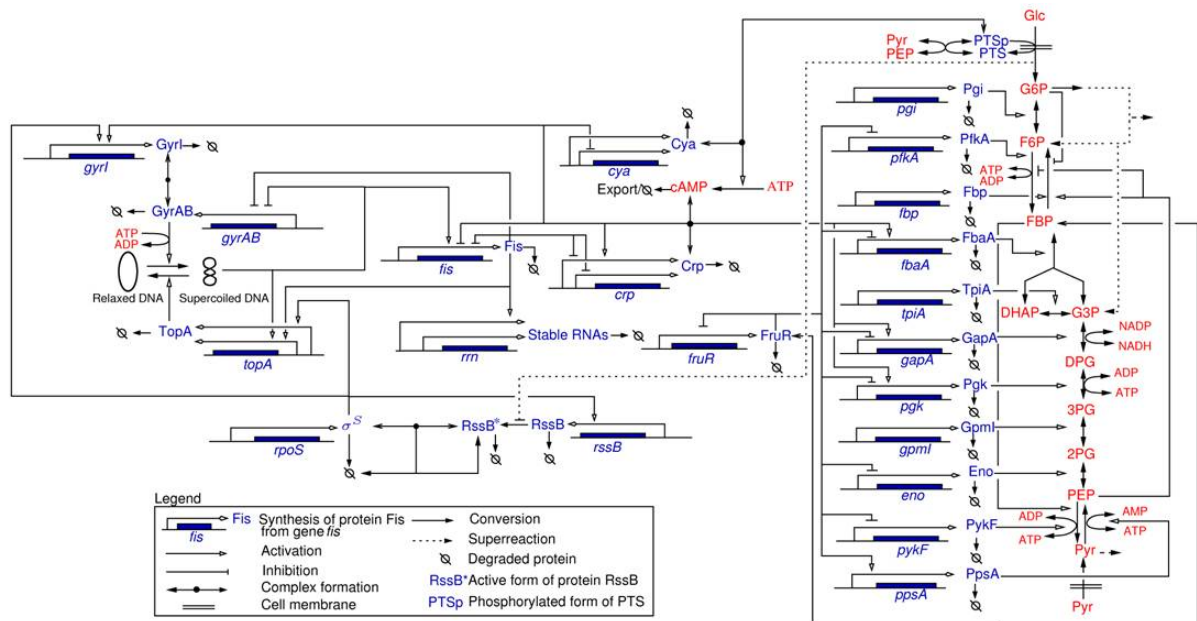 Glc
Pyr
PEP
PTSp
PTS
Pgi
G6P
pgi
GyrI
gyrI
Cya
cya
PfkA
F6P
pfkA
ATP
ADP
Export/Ø
cAMP
ATP
Fbp
fbp
FBP
GyrAB
gyrAB
ATP
ADP
Fis
fis
Crp
crp
FbaA
fbaA
Relaxed DNA
Supercoiled DNA
TpiA
tpiA
DHAP
G3P
TopA
topA
Stable RNAs
rrn
FruR
fruR
GapA
gapA
NADP
NADH
DPG
Pgk
pgk
ADP
ATP
3PG
σS
rpoS
RssB*
RssB
rssB
GpmI
gpmI
2PG
Eno
eno
PEP
PykF
pykF
ADP
ATP
AMP
ATP
Pyr
PpsA
ppsA
Pyr
Legend
Fis
fis
Synthesis of protein Fis
from gene fis
Activation
Inhibition
Complex formation
Cell membrane
Conversion
Superreaction
Degraded protein
RssB* Active form of protein RssB
PTSp Phosphorylated form of PTS